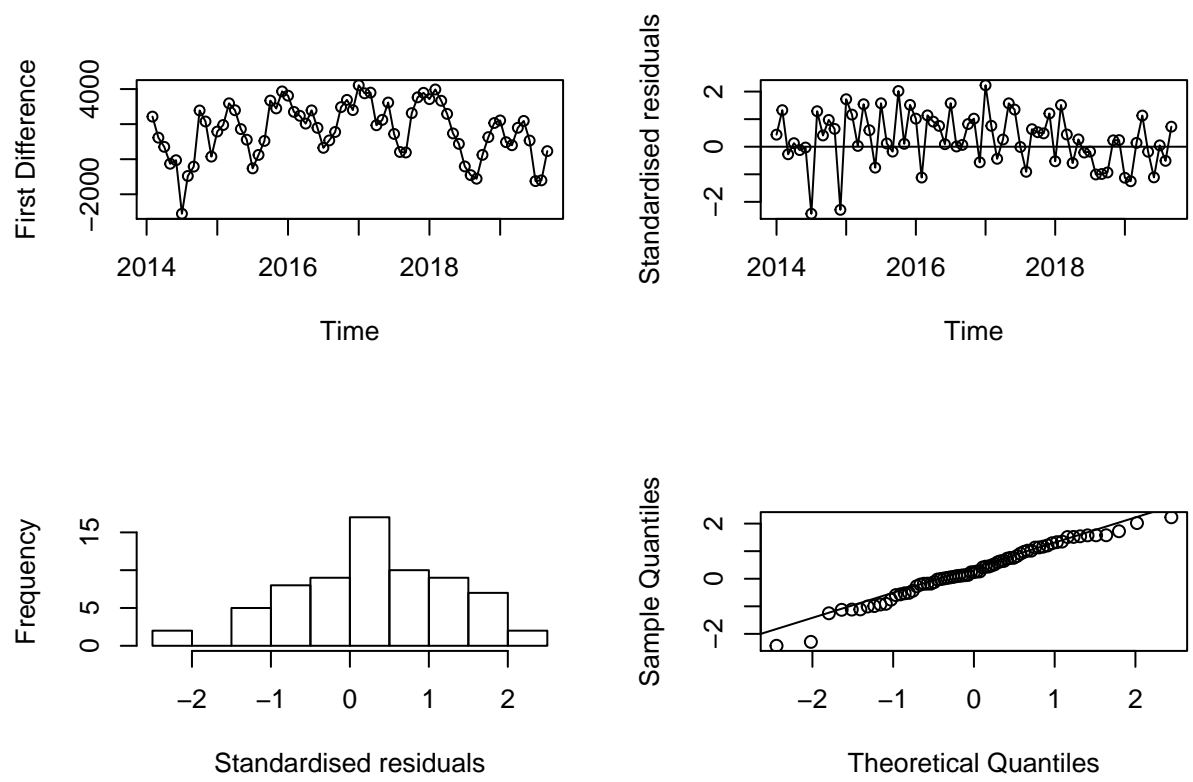 First Difference
4000
−2000
2014 2016 2018
Time
Standardised residuals
2
0
−2
2014 2016 2018
Time
Frequency
15
5
0
−2 −1 0 1 2
Standardised residuals
Sample Quantiles
2
0
−2
−2 −1 0 1 2
Theoretical Quantiles